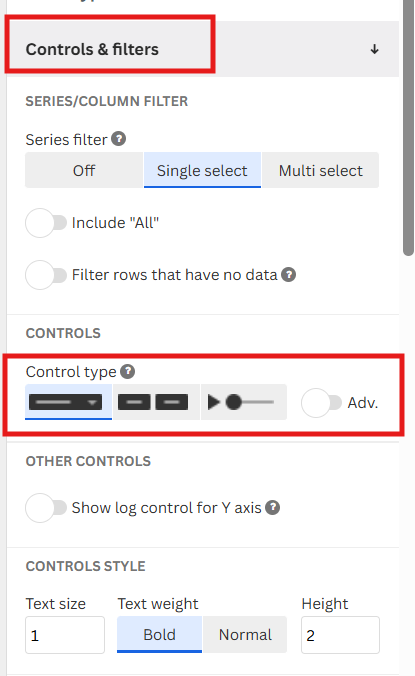 Controls & filters
SERIES/COLUMN FILTER
Series filter ?
Off Single select Multi select
Include "All"
Filter rows that have no data ?
CONTROLS
Control type ?
Adv.
OTHER CONTROLS
Show log control for Y axis ?
CONTROLS STYLE
Text size Text weight Height
1 Bold Normal 2